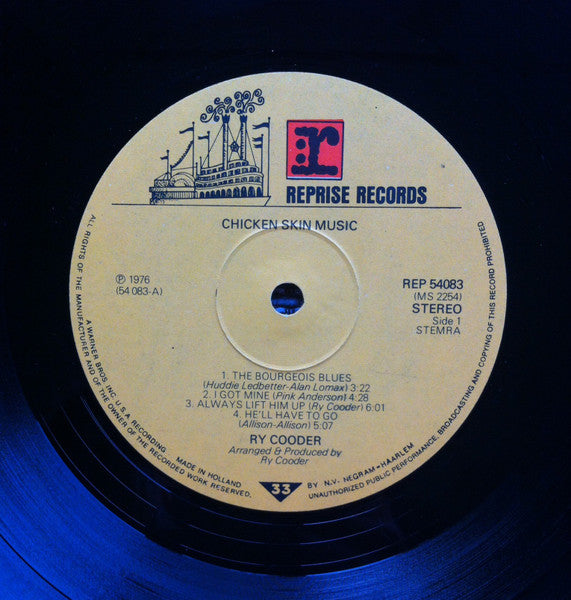 r
REPRISE RECORDS
CHICKEN SKIN MUSIC
℗ 1976
(54 083-A)
REP 54083
(MS 2254)
STEREO
Side 1
STEMRA
1. THE BOURGEOIS BLUES
(Huddie Ledbetter-Alan Lomax) 3:22
2. I GOT MINE (Pink Anderson) 4:28
3. ALWAYS LIFT HIM UP (Ry Cooder) 6:01
4. HE'LL HAVE TO GO
(Allison-Allison) 5:07
RY COODER
Arranged & Produced by
Ry Cooder
33
ALL RIGHTS OF THE MANUFACTURER AND OF THE OWNER OF THE RECORDED WORK RESERVED.
UNAUTHORIZED PUBLIC PERFORMANCE, BROADCASTING AND COPYING OF THIS RECORD PROHIBITED
A WARNER BROS. INC. U.S.A. RECORDING - MADE IN HOLLAND
BY N.V. NEGRAM - HAARLEM